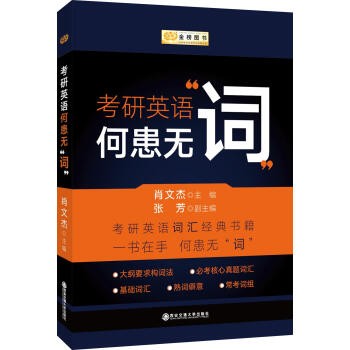 金榜图书
考研英语
何患无“词”
肖文杰◎主 编
张 芳◎副主编
考研英语词汇经典书籍
一书在手 何患无“词”
●大纲要求构词法 ●必考核心真题词汇
●基础词汇 ●熟词僻意 ●常考词组
西安交通大学出版社
考研英语何患无“词”
肖文杰◎主编